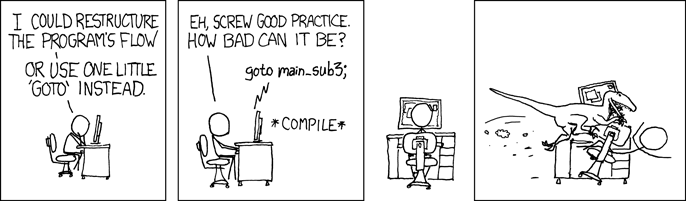 I COULD RESTRUCTURE
THE PROGRAM'S FLOW
OR USE ONE LITTLE
'GOTO' INSTEAD.
EH, SCREW GOOD PRACTICE.
HOW BAD CAN IT BE?
goto main_sub3;
*COMPILE*